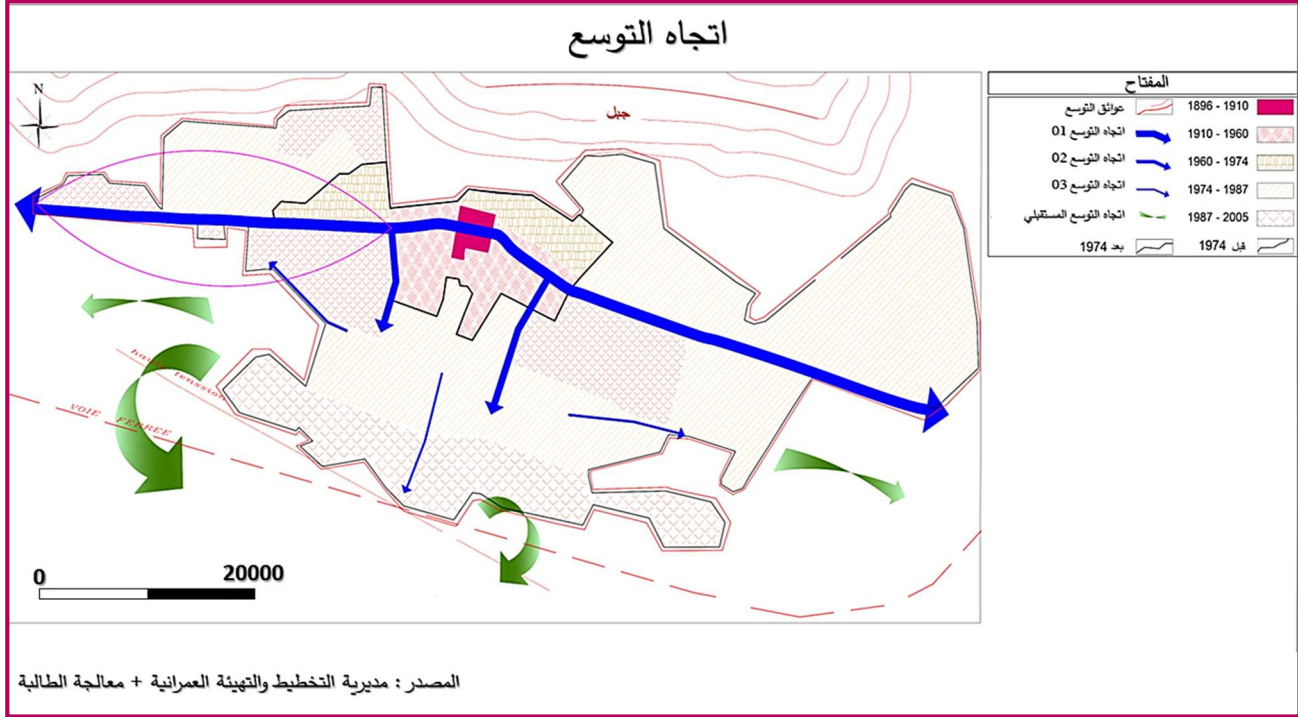 اتجاه التوسع
المفتاح
1896 - 1910 عوائق التوسع
1910 - 1960 اتجاه التوسع 01
1960 - 1974 اتجاه التوسع 02
1974 - 1987 اتجاه التوسع 03
1987 - 2005 اتجاه التوسع المستقبلي
قبل 1974 بعد 1974
N
جبل
VOIE FERREE
0 20000
المصدر : مديرية التخطيط والتهيئة العمرانية + معالجة الطالبة